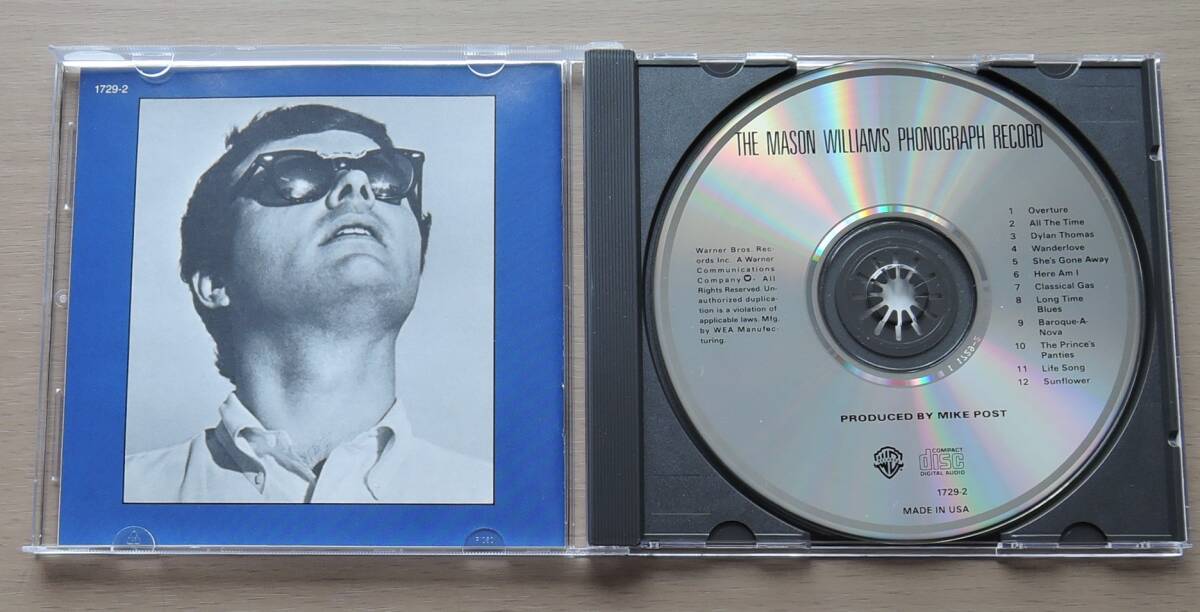 1729-2
THE MASON WILLIAMS PHONOGRAPH RECORD
Warner Bros. Rec-
ords Inc. A Warner
Communications
Company. All
Rights Reserved. Un-
authorized duplica-
tion is a violation of
applicable laws. Mfg.
by WEA Manufac-
turing.
1 Overture
2 All The Time
3 Dylan Thomas
4 Wanderlove
5 She's Gone Away
6 Here Am I
7 Classical Gas
8 Long Time
Blues
9 Baroque-A-
Nova
10 The Prince's
Panties
11 Life Song
12 Sunflower
PRODUCED BY MIKE POST
COMPACT
disc
DIGITAL AUDIO
1729-2
MADE IN USA